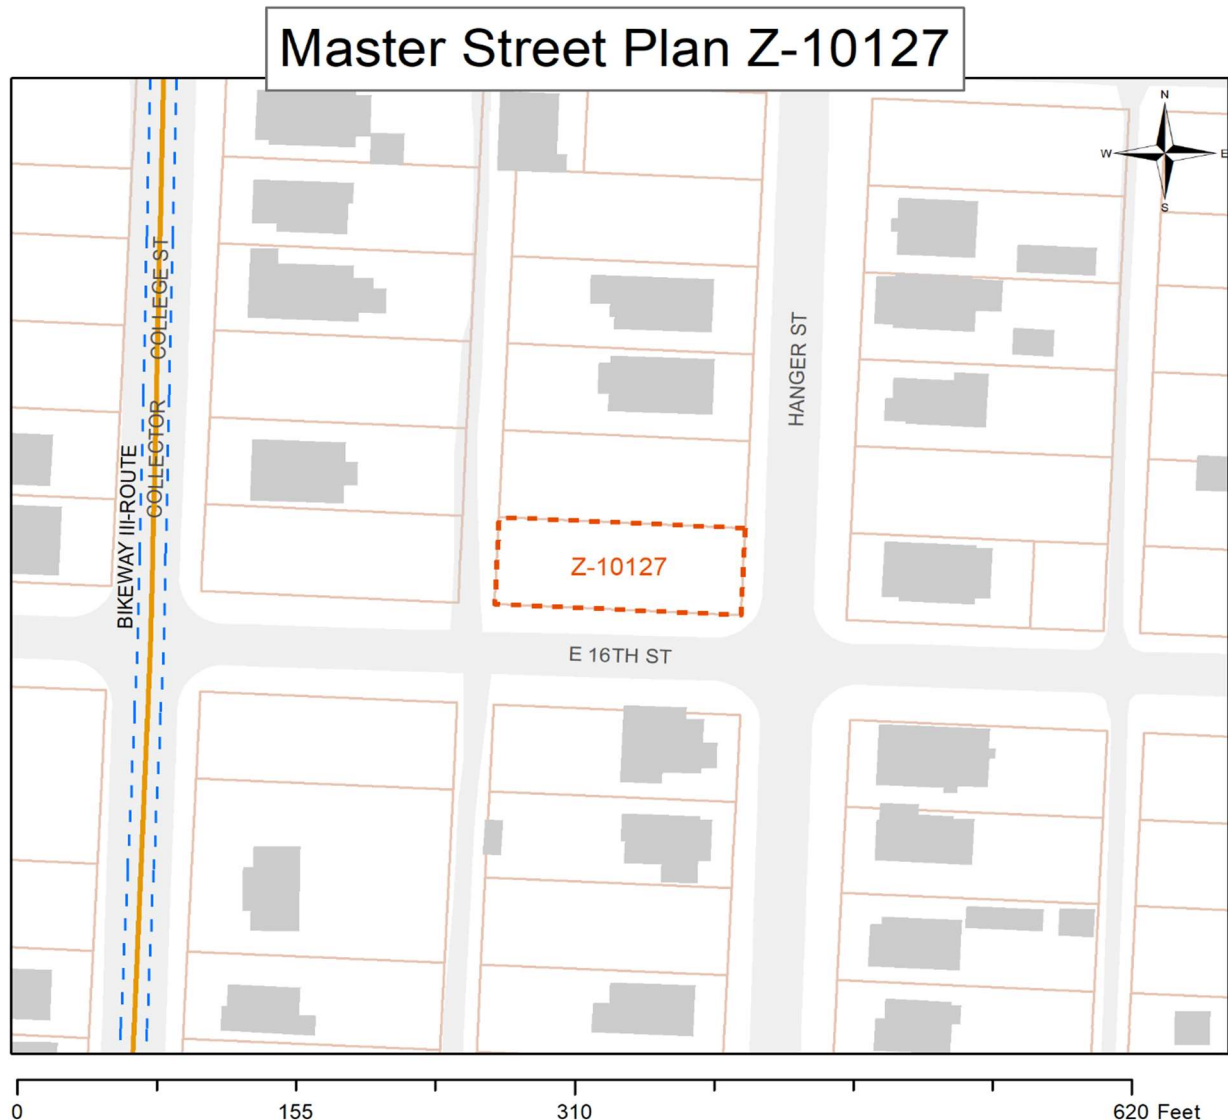 Master Street Plan Z-10127
N
W E
S
COLLEGE ST
COLLECTOR
BIKEWAY III-ROUTE
HANGER ST
Z-10127
E 16TH ST
0 155 310 620 Feet